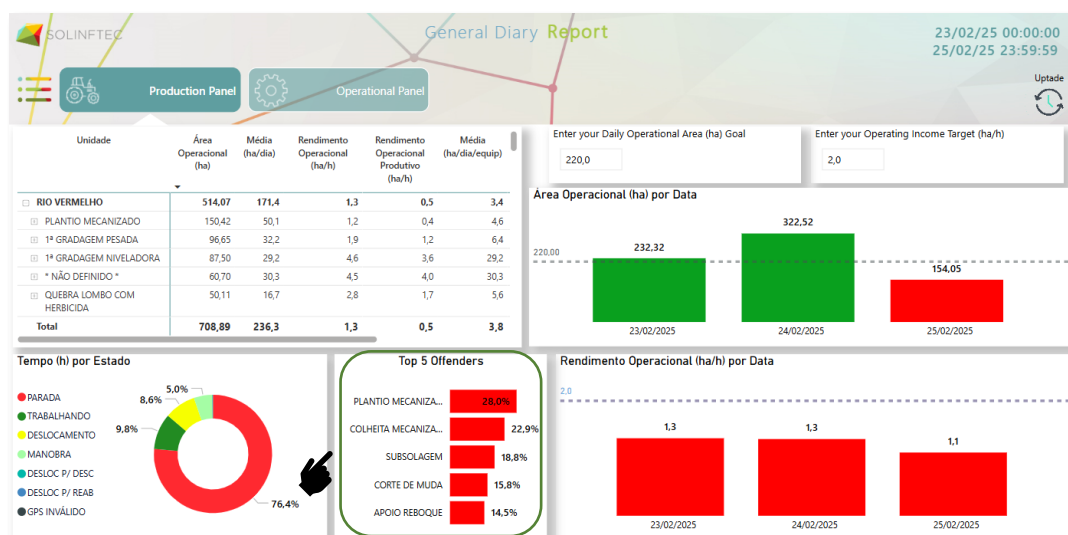 SOLINFTEC
General Diary Report
23/02/25 00:00:00
25/02/25 23:59:59
Production Panel
Operational Panel
Uptade
Unidade Área Operacional (ha) Média (ha/dia) Rendimento Operacional (ha/h) Rendimento Operacional Produtivo (ha/h) Média (ha/dia/equip)
RIO VERMELHO 514,07 171,4 1,3 0,5 3,4
PLANTIO MECANIZADO 150,42 50,1 1,2 0,4 4,6
1ª GRADAGEM PESADA 96,65 32,2 1,9 1,2 6,4
1ª GRADAGEM NIVELADORA 87,50 29,2 4,6 3,6 29,2
* NÃO DEFINIDO * 60,70 30,3 4,5 4,0 30,3
QUEBRA LOMBO COM HERBICIDA 50,11 16,7 2,8 1,7 5,6
Total 708,89 236,3 1,3 0,5 3,8
Enter your Daily Operational Area (ha) Goal
220,0
Enter your Operating Income Target (ha/h)
2,0
Área Operacional (ha) por Data
220,00
232,32
322,52
154,05
23/02/2025
24/02/2025
25/02/2025
Tempo (h) por Estado
PARADA
TRABALHANDO
DESLOCAMENTO
MANOBRA
DESLOC P/ DESC
DESLOC P/ REAB
GPS INVÁLIDO
5,0%
8,6%
9,8%
76,4%
Top 5 Offenders
PLANTIO MECANIZA... 28,0%
COLHEITA MECANIZA... 22,9%
SUBSOLAGEM 18,8%
CORTE DE MUDA 15,8%
APOIO REBOQUE 14,5%
Rendimento Operacional (ha/h) por Data
2,0
1,3
1,3
1,1
23/02/2025
24/02/2025
25/02/2025